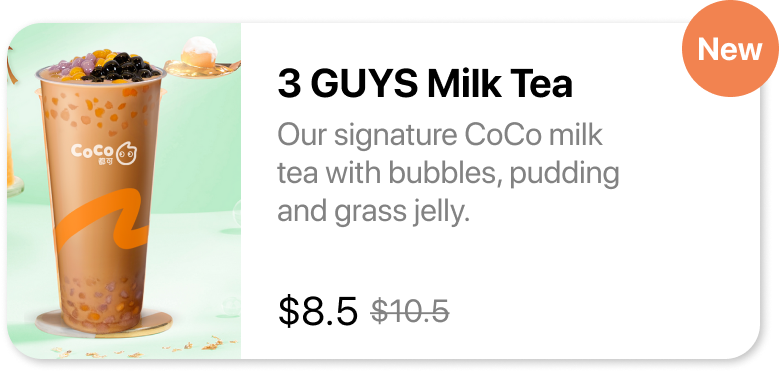 New
3 GUYS Milk Tea
Our signature CoCo milk
tea with bubbles, pudding
and grass jelly.
$8.5 $10.5
CoCo
都可